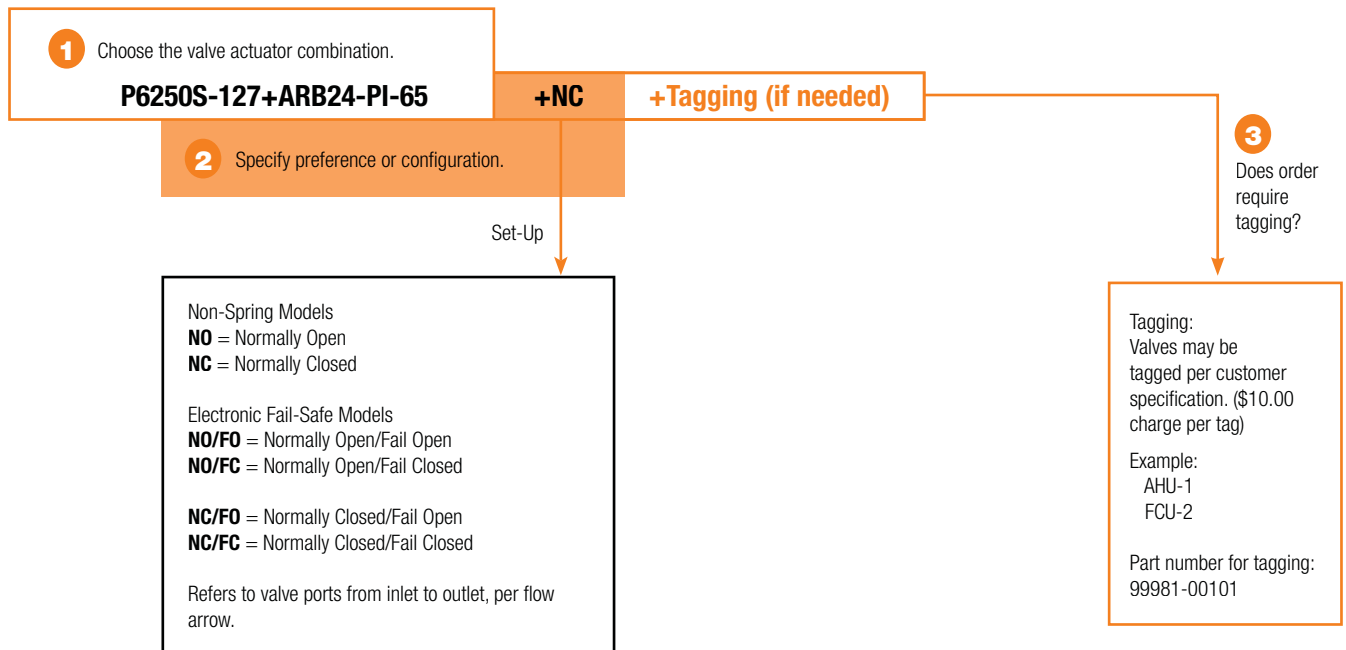 1 Choose the valve actuator combination.
P6250S-127+ARB24-PI-65 +NC +Tagging (if needed)
2 Specify preference or configuration.
Set-Up
Non-Spring Models
NO = Normally Open
NC = Normally Closed
Electronic Fail-Safe Models
NO/FO = Normally Open/Fail Open
NO/FC = Normally Open/Fail Closed
NC/FO = Normally Closed/Fail Open
NC/FC = Normally Closed/Fail Closed
Refers to valve ports from inlet to outlet, per flow
arrow.
3
Does order
require
tagging?
Tagging:
Valves may be
tagged per customer
specification. ($10.00
charge per tag)
Example:
AHU-1
FCU-2
Part number for tagging:
99981-00101